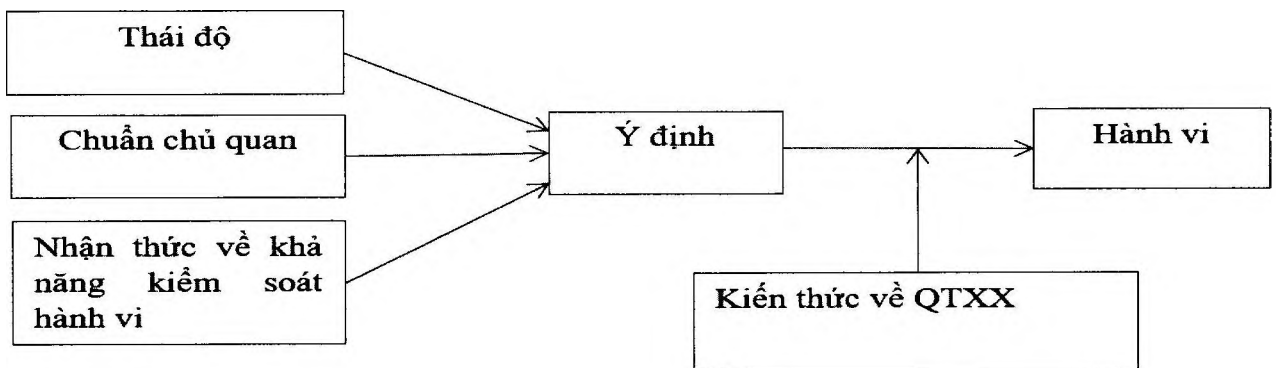 Thái độ
Chuẩn chủ quan
Nhận thức về khả
năng kiểm soát
hành vi
Ý định
Hành vi
Kiến thức về QTXX